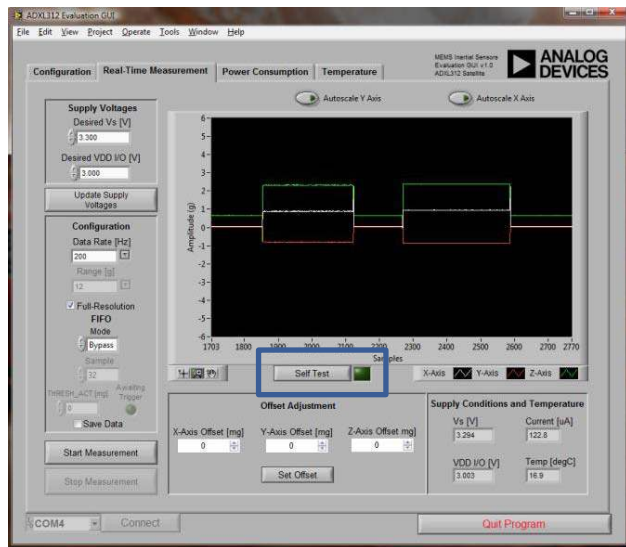 ADXL312 Evaluation GUI
File Edit View Project Operate Tools Window Help
Configuration Real-Time Measurement Power Consumption Temperature
MEMS Inertial Sensors
Evaluation GUI v1.0
ADXL312 Satellite
ANALOG
DEVICES
Autoscale Y Axis
Autoscale X Axis
Supply Voltages
Desired Vs [V]
3.300
Desired VDD I/O [V]
3.000
Update Supply
Voltages
Configuration
Data Rate [Hz]
200
Range [g]
12
Full-Resolution
FIFO
Mode
Bypass
Sample
32
THRESH_ACT [mg]
Awaiting
Trigger
0
Save Data
Start Measurement
Stop Measurement
Amplitude (g)
6
5
4
3
2
1
0
-1
-2
-3
-4
-5
-6
1703 1800 1900 2000 2100 2200 2300 2400 2500 2600 2700 2770
Samples
Self Test
X-Axis Y-Axis Z-Axis
Offset Adjustment
X-Axis Offset [mg] Y-Axis Offset [mg] Z-Axis Offset mg]
0 0 0
Set Offset
Supply Conditions and Temperature
Vs [V] Current [uA]
3.294 122.8
VDD I/O [V] Temp [degC]
3.003 16.9
COM4 Connect
Quit Program